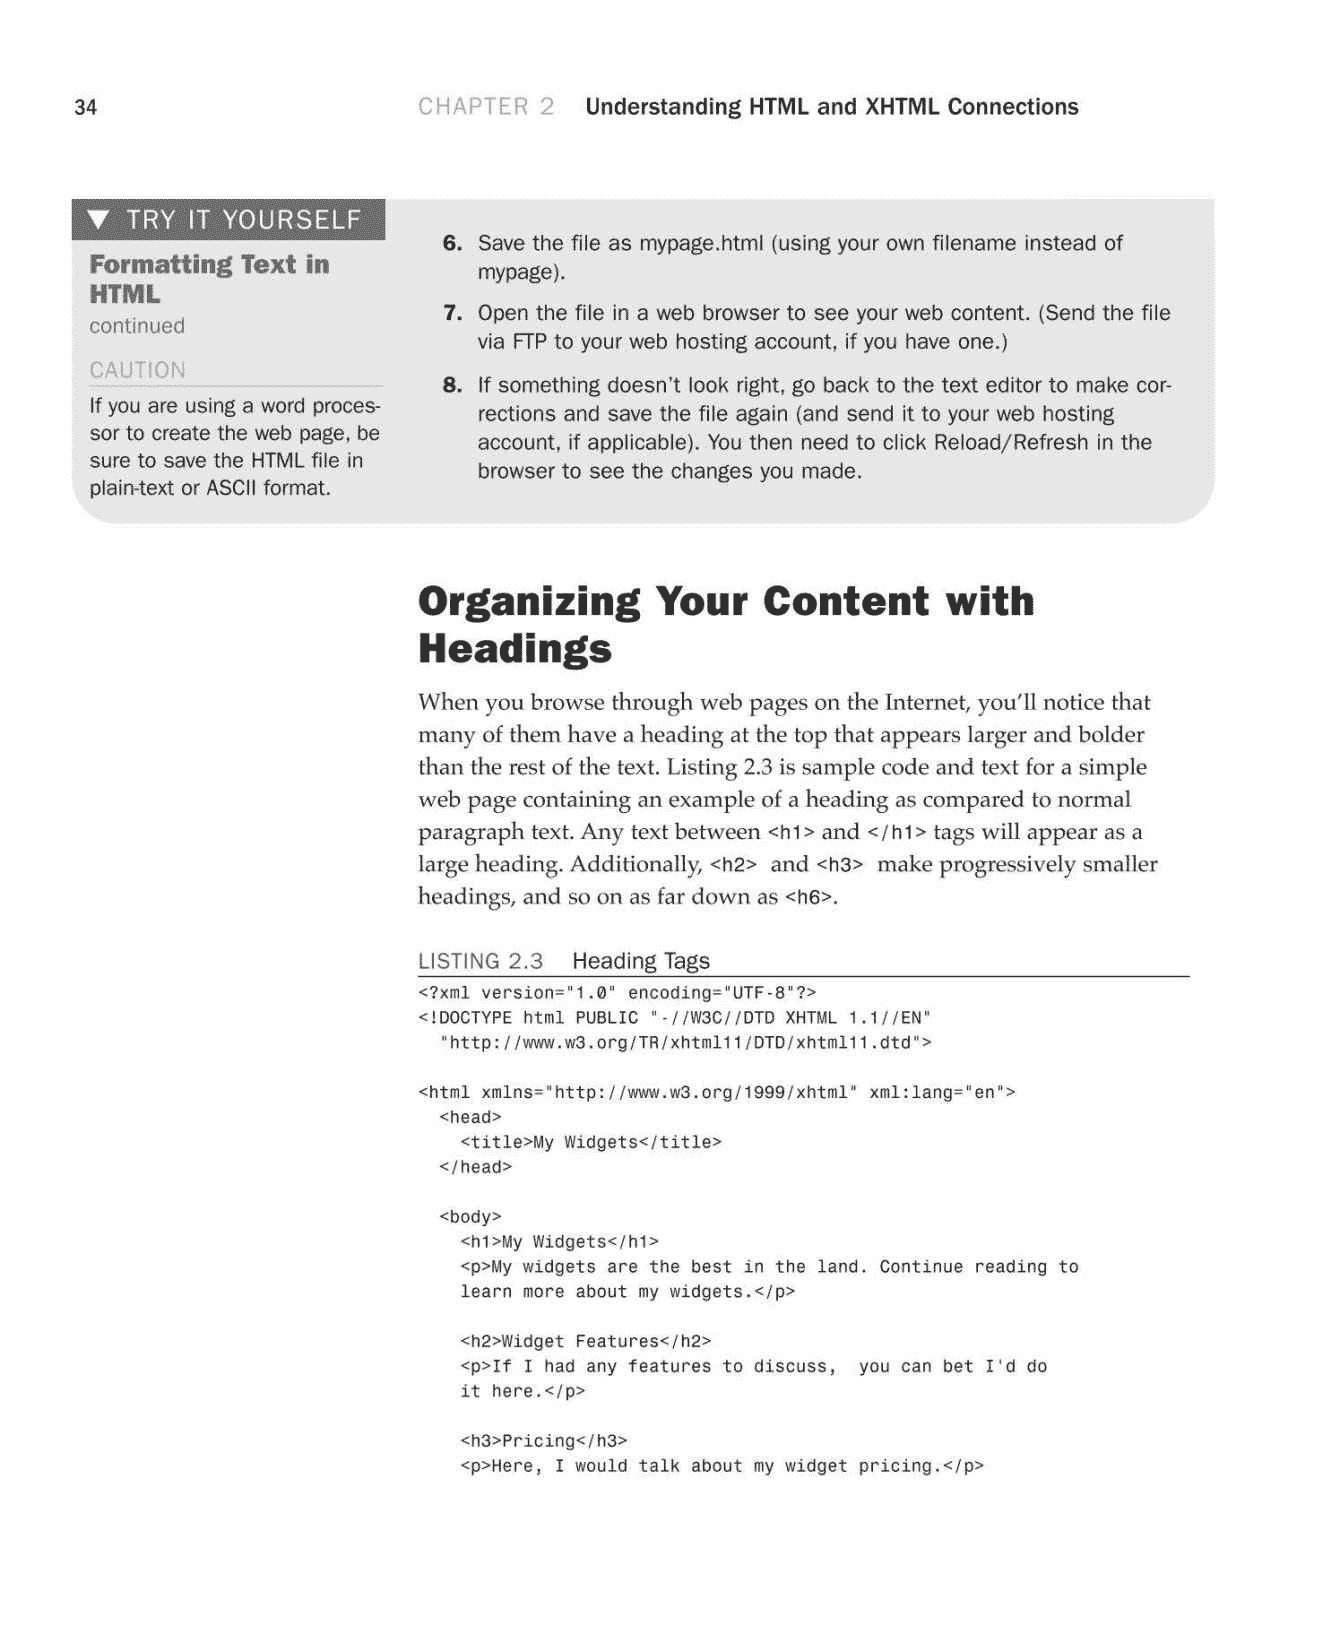 34
CHAPTER 2 Understanding HTML and XHTML Connections
▼ TRY IT YOURSELF
Formatting Text in
HTML
continued
CAUTION
If you are using a word proces-
sor to create the web page, be
sure to save the HTML file in
plain-text or ASCII format.
6. Save the file as mypage.html (using your own filename instead of
mypage).
7. Open the file in a web browser to see your web content. (Send the file
via FTP to your web hosting account, if you have one.)
8. If something doesn't look right, go back to the text editor to make cor-
rections and save the file again (and send it to your web hosting
account, if applicable). You then need to click Reload/Refresh in the
browser to see the changes you made.
Organizing Your Content with
Headings
When you browse through web pages on the Internet, you'll notice that
many of them have a heading at the top that appears larger and bolder
than the rest of the text. Listing 2.3 is sample code and text for a simple
web page containing an example of a heading as compared to normal
paragraph text. Any text between <h1> and </h1> tags will appear as a
large heading. Additionally, <h2> and <h3> make progressively smaller
headings, and so on as far down as <h6>.
LISTING 2.3 Heading Tags
<?xml version="1.0" encoding="UTF-8"?>
<!DOCTYPE html PUBLIC "-//W3C//DTD XHTML 1.1//EN"
  "http://www.w3.org/TR/xhtml11/DTD/xhtml11.dtd">
<html xmlns="http://www.w3.org/1999/xhtml" xml:lang="en">
  <head>
    <title>My Widgets</title>
  </head>
  <body>
    <h1>My Widgets</h1>
    <p>My widgets are the best in the land. Continue reading to
    learn more about my widgets.</p>
    <h2>Widget Features</h2>
    <p>If I had any features to discuss,  you can bet I'd do
    it here.</p>
    <h3>Pricing</h3>
    <p>Here, I would talk about my widget pricing.</p>